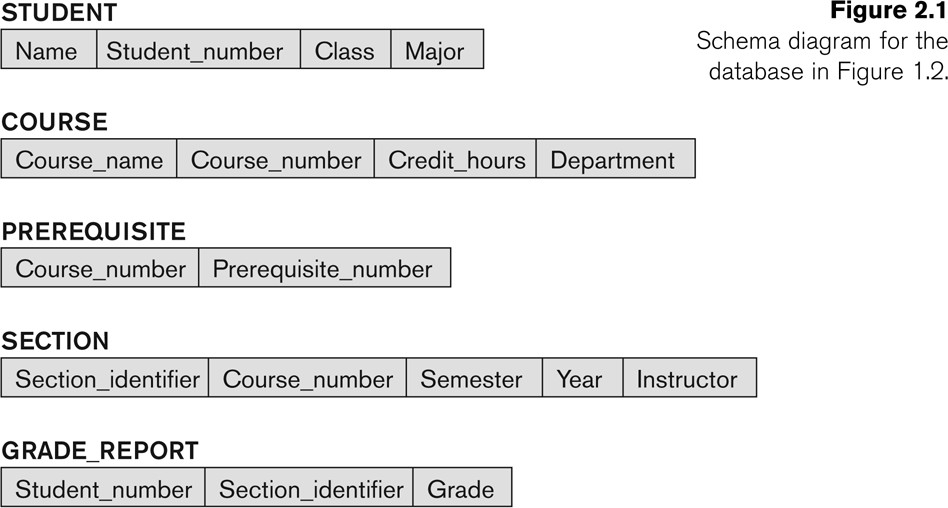 STUDENT
Name Student_number Class Major
Figure 2.1
Schema diagram for the
database in Figure 1.2.
COURSE
Course_name Course_number Credit_hours Department
PREREQUISITE
Course_number Prerequisite_number
SECTION
Section_identifier Course_number Semester Year Instructor
GRADE_REPORT
Student_number Section_identifier Grade